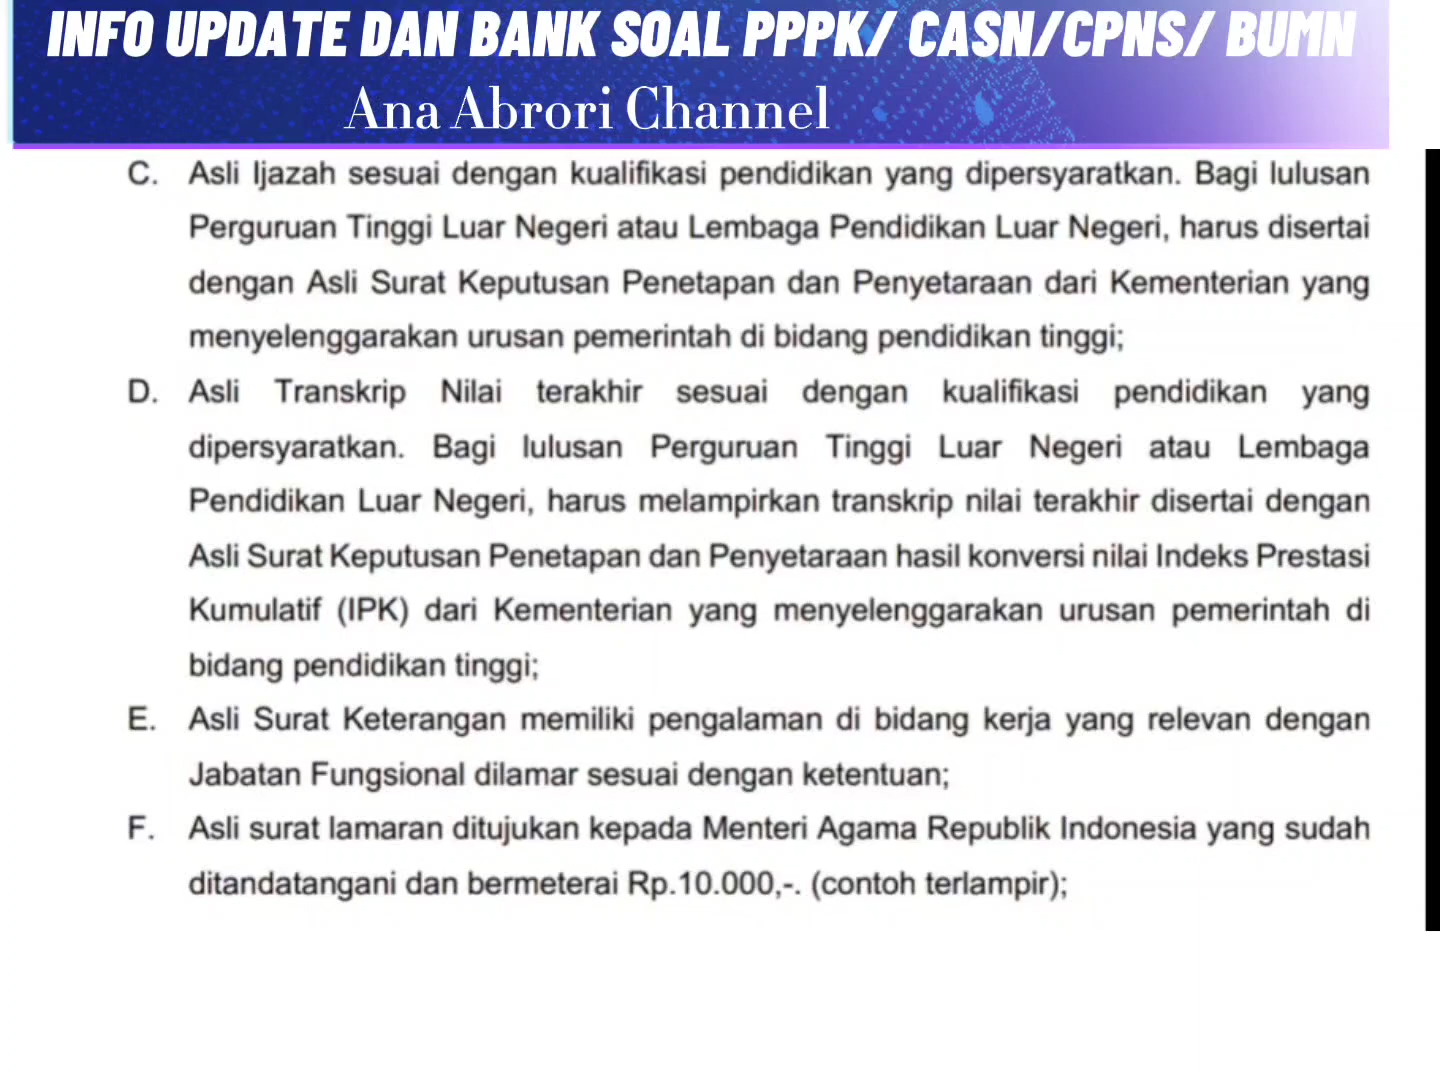 INFO UPDATE DAN BANK SOAL PPPK/ CASN/CPNS/ BUMN
Ana Abrori Channel
C. Asli Ijazah sesuai dengan kualifikasi pendidikan yang dipersyaratkan. Bagi lulusan
Perguruan Tinggi Luar Negeri atau Lembaga Pendidikan Luar Negeri, harus disertai
dengan Asli Surat Keputusan Penetapan dan Penyetaraan dari Kementerian yang
menyelenggarakan urusan pemerintah di bidang pendidikan tinggi;
D. Asli Transkrip Nilai terakhir sesuai dengan kualifikasi pendidikan yang
dipersyaratkan. Bagi lulusan Perguruan Tinggi Luar Negeri atau Lembaga
Pendidikan Luar Negeri, harus melampirkan transkrip nilai terakhir disertai dengan
Asli Surat Keputusan Penetapan dan Penyetaraan hasil konversi nilai Indeks Prestasi
Kumulatif (IPK) dari Kementerian yang menyelenggarakan urusan pemerintah di
bidang pendidikan tinggi;
E. Asli Surat Keterangan memiliki pengalaman di bidang kerja yang relevan dengan
Jabatan Fungsional dilamar sesuai dengan ketentuan;
F. Asli surat lamaran ditujukan kepada Menteri Agama Republik Indonesia yang sudah
ditandatangani dan bermeterai Rp.10.000,-. (contoh terlampir);